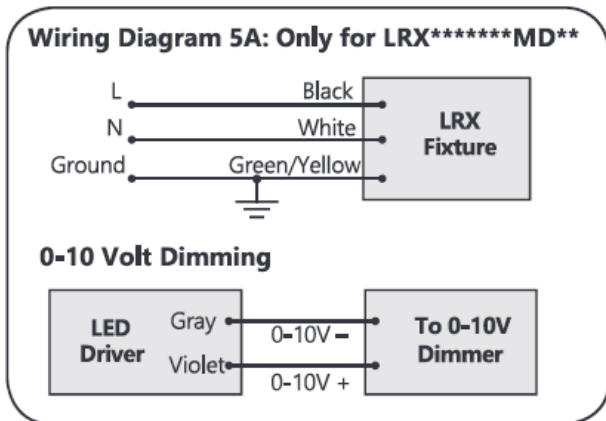 Wiring Diagram 5A: Only for LRX*******MD**
L Black
N White
Ground Green/Yellow
LRX
Fixture
0-10 Volt Dimming
LED
Driver
Gray
Violet
0-10V –
0-10V +
To 0-10V
Dimmer